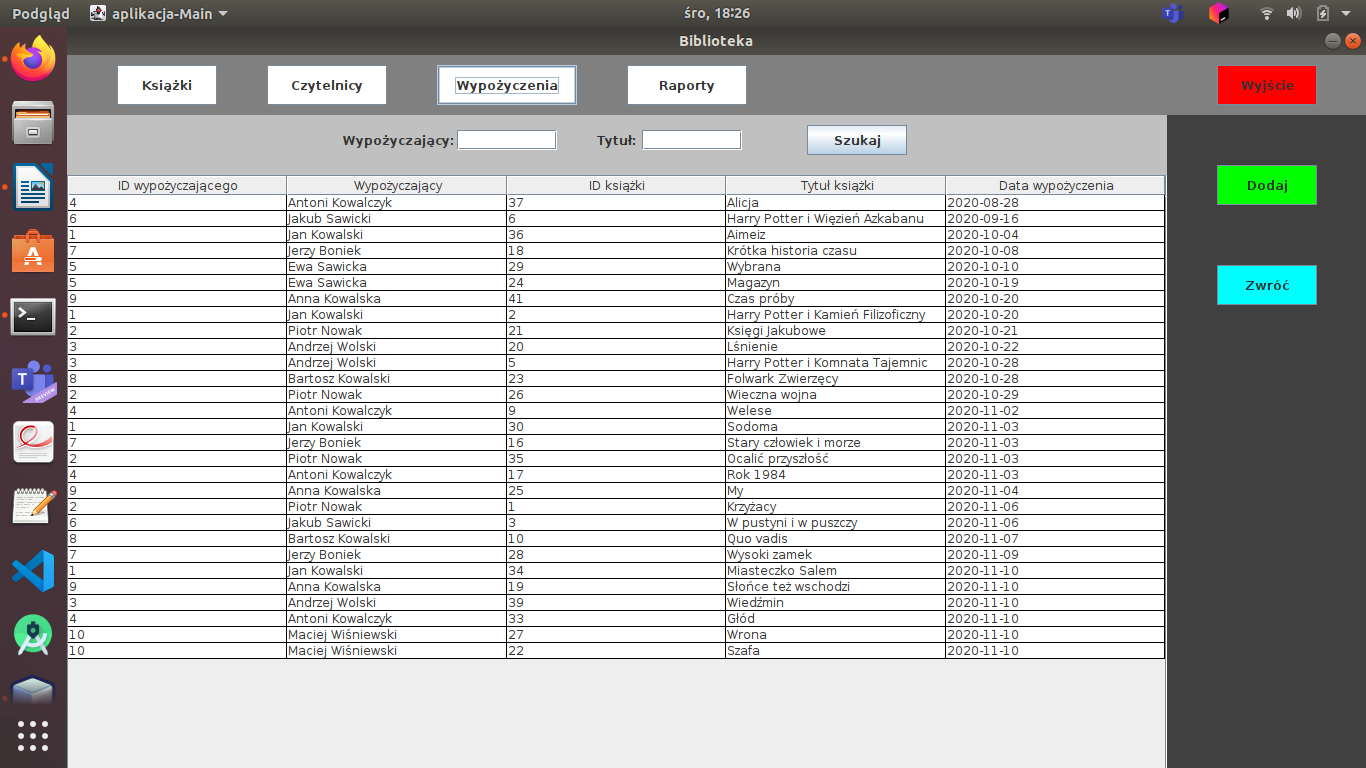 Podgląd aplikacja-Main śro, 18:26
Biblioteka
Książki Czytelnicy Wypożyczenia Raporty Wyjście
Wypożyczający: Tytuł: Szukaj
ID wypożyczającego Wypożyczający ID książki Tytuł książki Data wypożyczenia
4 Antoni Kowalczyk 37 Alicja 2020-08-28
6 Jakub Sawicki 6 Harry Potter i Więzień Azkabanu 2020-09-16
1 Jan Kowalski 36 Aimeiz 2020-10-04
7 Jerzy Boniek 18 Krótka historia czasu 2020-10-08
5 Ewa Sawicka 29 Wybrana 2020-10-10
5 Ewa Sawicka 24 Magazyn 2020-10-19
9 Anna Kowalska 41 Czas próby 2020-10-20
1 Jan Kowalski 2 Harry Potter i Kamień Filizoficzny 2020-10-20
2 Piotr Nowak 21 Księgi Jakubowe 2020-10-21
3 Andrzej Wolski 20 Lśnienie 2020-10-22
3 Andrzej Wolski 5 Harry Potter i Komnata Tajemnic 2020-10-28
8 Bartosz Kowalski 23 Folwark Zwierzęcy 2020-10-28
2 Piotr Nowak 26 Wieczna wojna 2020-10-29
4 Antoni Kowalczyk 9 Welese 2020-11-02
1 Jan Kowalski 30 Sodoma 2020-11-03
7 Jerzy Boniek 16 Stary człowiek i morze 2020-11-03
2 Piotr Nowak 35 Ocalić przyszłość 2020-11-03
4 Antoni Kowalczyk 17 Rok 1984 2020-11-03
9 Anna Kowalska 25 My 2020-11-04
2 Piotr Nowak 1 Krzyżacy 2020-11-06
6 Jakub Sawicki 3 W pustyni i w puszczy 2020-11-06
8 Bartosz Kowalski 10 Quo vadis 2020-11-07
7 Jerzy Boniek 28 Wysoki zamek 2020-11-09
1 Jan Kowalski 34 Miasteczko Salem 2020-11-10
9 Anna Kowalska 19 Słońce też wschodzi 2020-11-10
3 Andrzej Wolski 39 Wiedźmin 2020-11-10
4 Antoni Kowalczyk 33 Głód 2020-11-10
10 Maciej Wiśniewski 27 Wrona 2020-11-10
10 Maciej Wiśniewski 22 Szafa 2020-11-10
Dodaj
Zwróć
T
PREVIEW